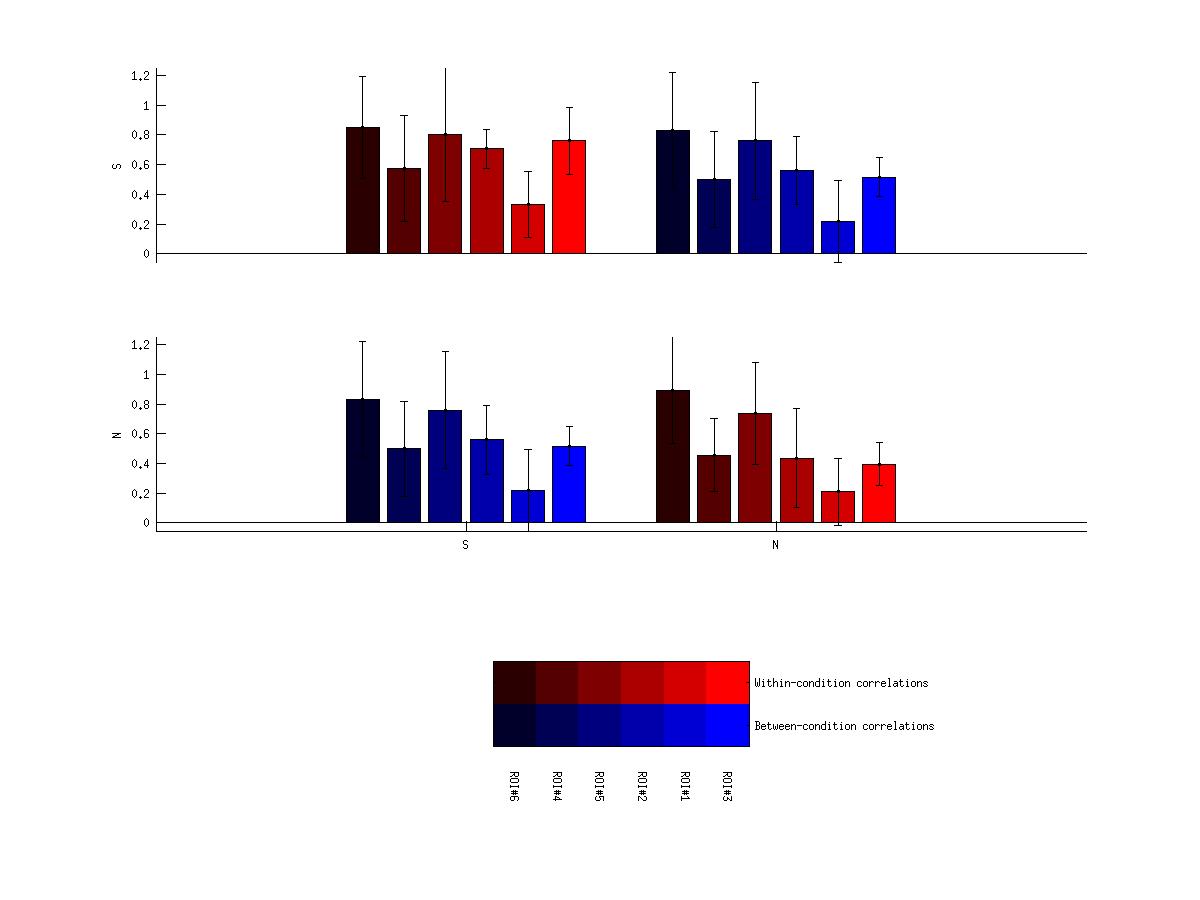 1.2
1
0.8
0.6
0.4
0.2
0
S
1.2
1
0.8
0.6
0.4
0.2
0
N
S N
Within-condition correlations
Between-condition correlations
ROI#6 ROI#4 ROI#5 ROI#2 ROI#1 ROI#3